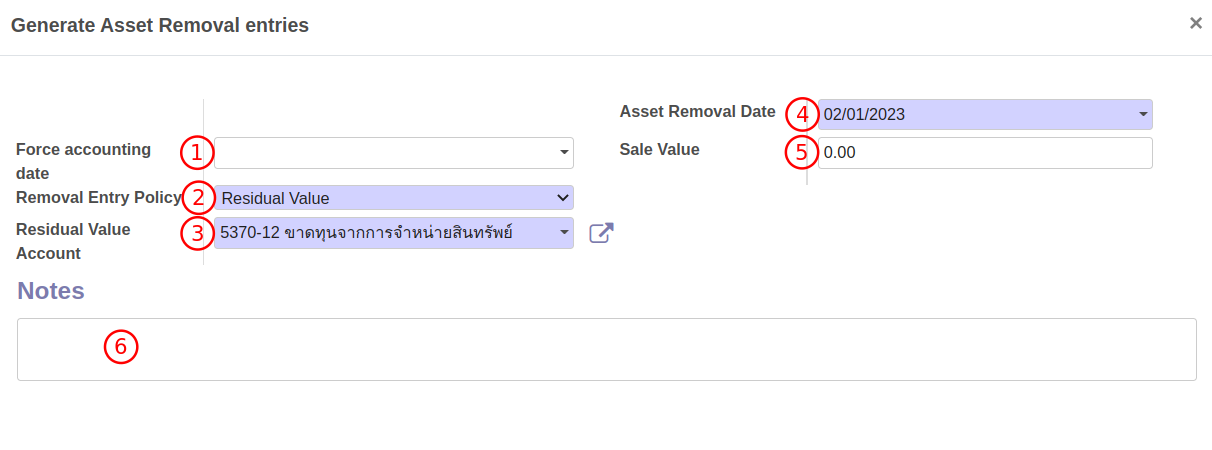 Generate Asset Removal entries ×
Asset Removal Date 4 02/01/2023
Force accounting date 1
Sale Value 5 0.00
Removal Entry Policy 2 Residual Value
Residual Value Account 3 5370-12 ขาดทุนจากการจำหน่ายสินทรัพย์
Notes
6